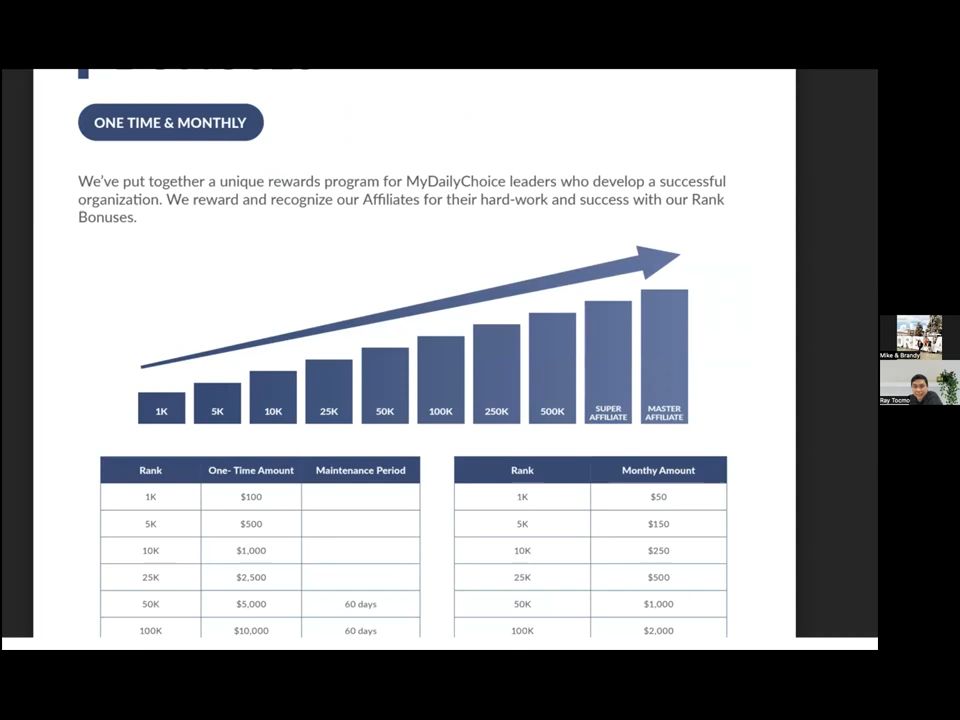 ONE TIME & MONTHLY
We've put together a unique rewards program for MyDailyChoice leaders who develop a successful
organization. We reward and recognize our Affiliates for their hard-work and success with our Rank
Bonuses.
1K 5K 10K 25K 50K 100K 250K 500K SUPER AFFILIATE MASTER AFFILIATE
Rank One- Time Amount Maintenance Period
1K $100
5K $500
10K $1,000
25K $2,500
50K $5,000 60 days
100K $10,000 60 days
Rank Monthy Amount
1K $50
5K $150
10K $250
25K $500
50K $1,000
100K $2,000
Mike & Brandy
Ray Tocmo